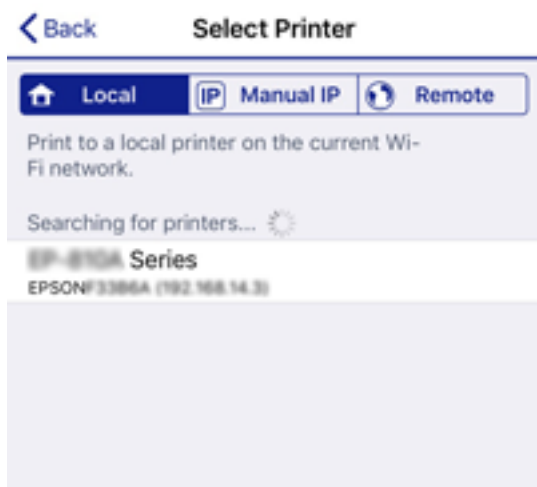 Back
Select Printer
Local
IP Manual IP
Remote
Print to a local printer on the current Wi-
Fi network.
Searching for printers...
Series
EPSON